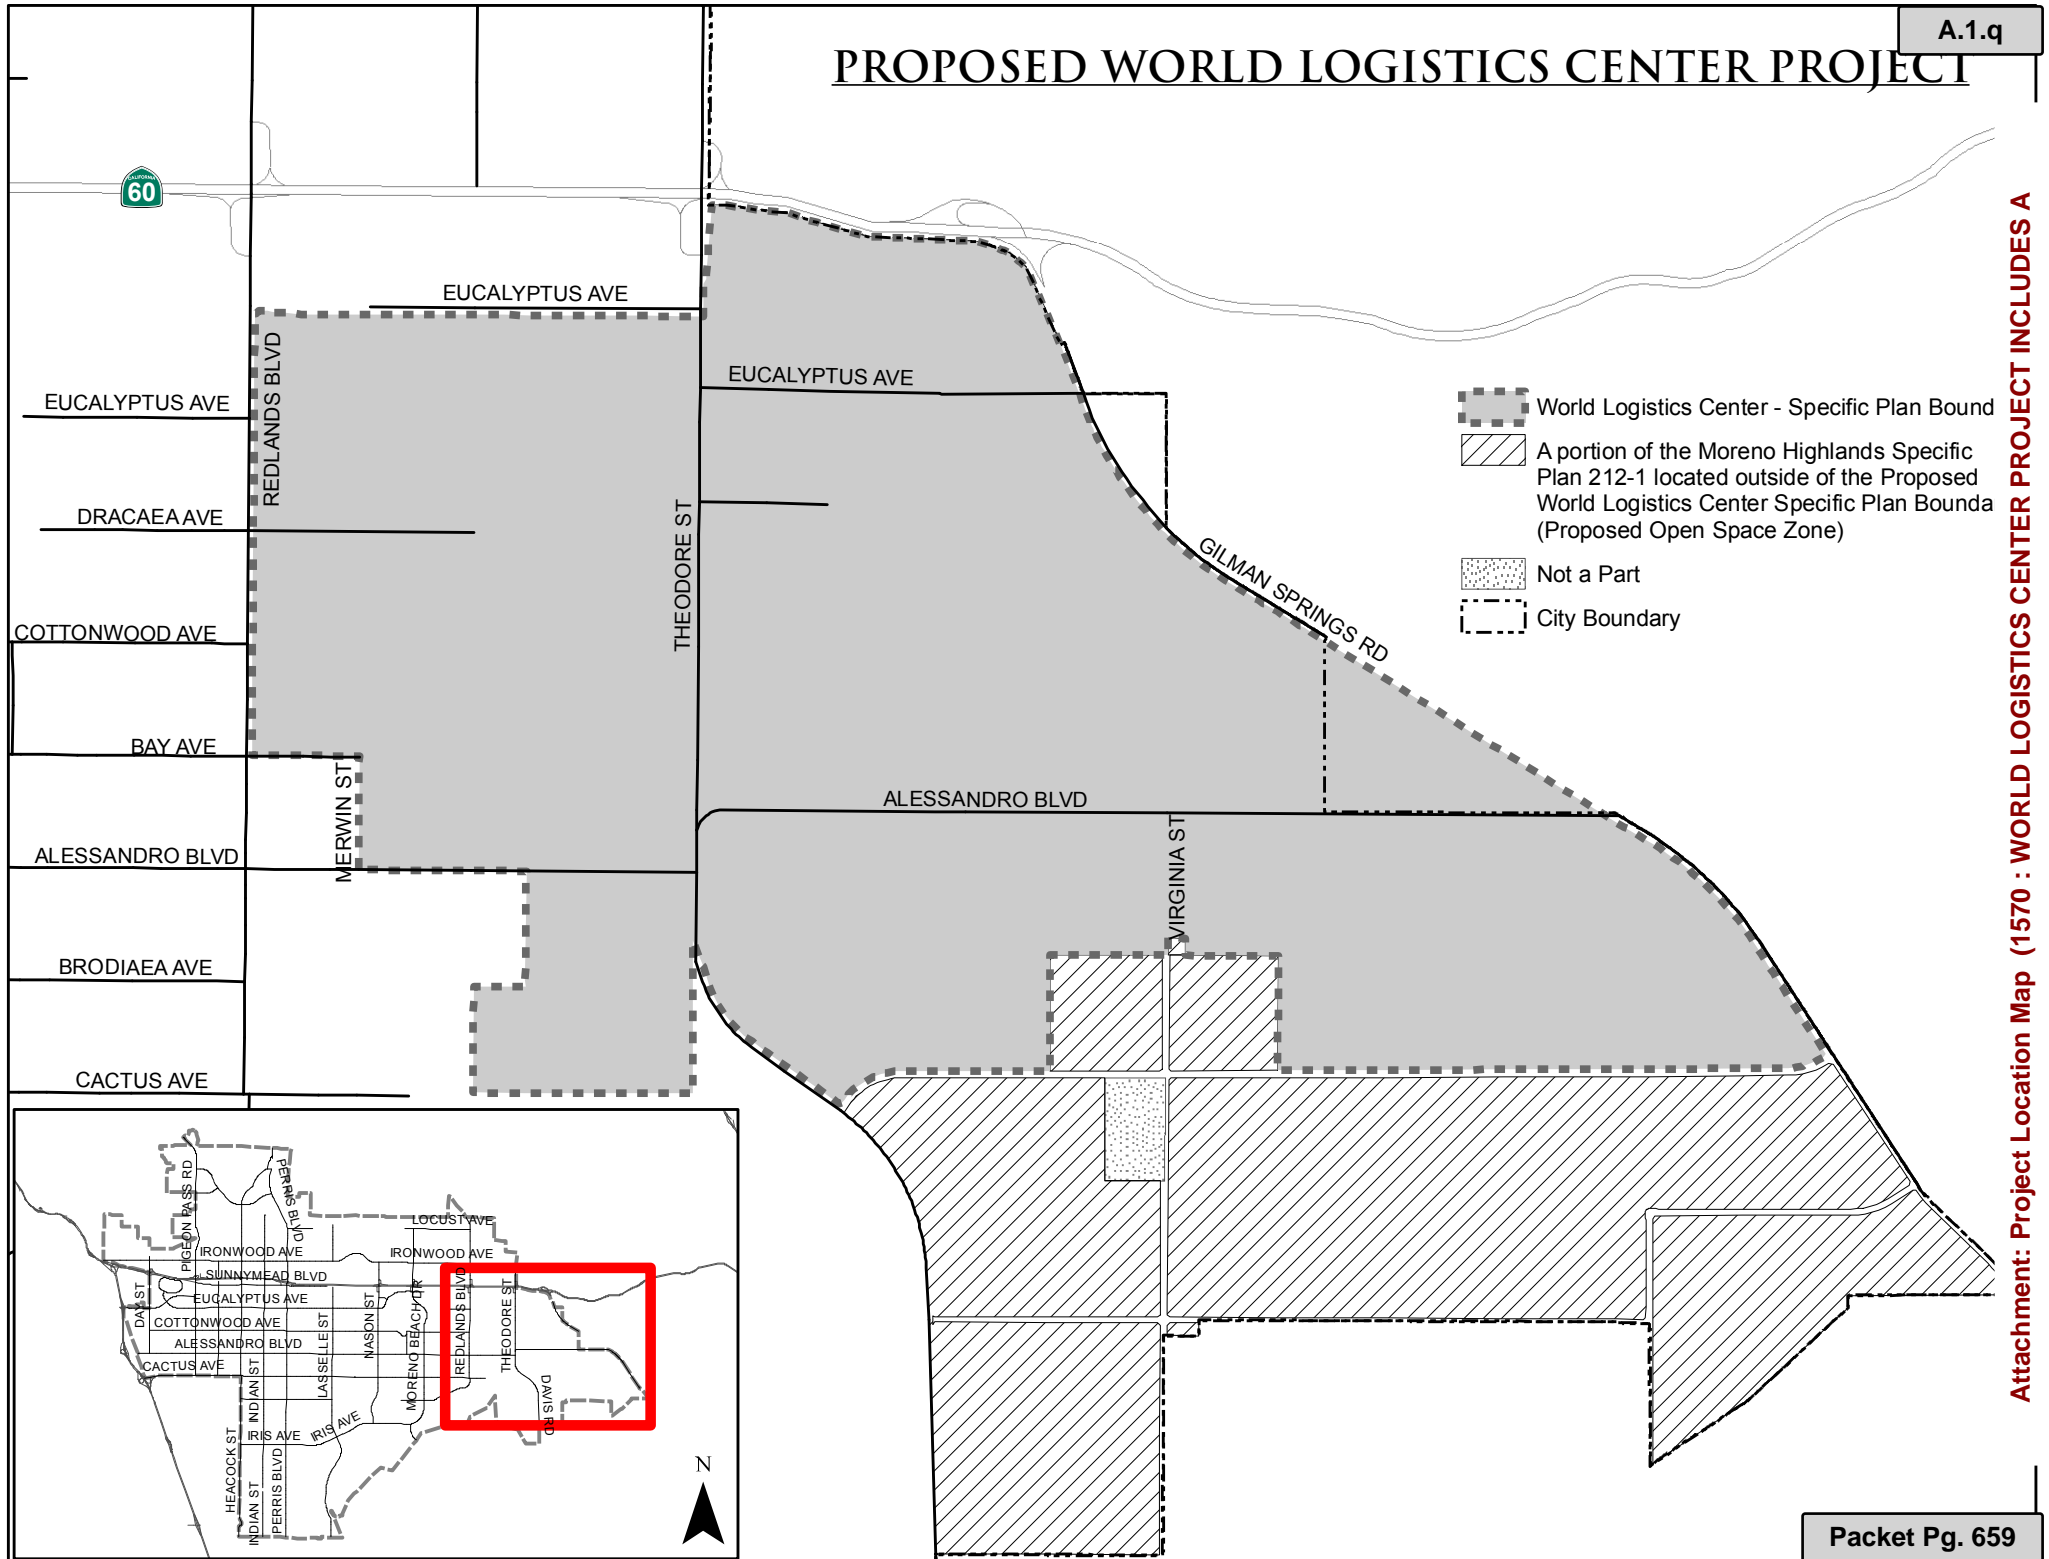 A.1.q
PROPOSED WORLD LOGISTICS CENTER PROJECT
CALIFORNIA
60
EUCALYPTUS AVE
REDLANDS BLVD
EUCALYPTUS AVE
EUCALYPTUS AVE
DRACAEA AVE
THEODORE ST
GILMAN SPRINGS RD
COTTONWOOD AVE
BAY AVE
MERWIN ST
ALESSANDRO BLVD
ALESSANDRO BLVD
VIRGINIA ST
BRODIAEA AVE
CACTUS AVE
World Logistics Center - Specific Plan Bound
A portion of the Moreno Highlands Specific
Plan 212-1 located outside of the Proposed
World Logistics Center Specific Plan Bounda
(Proposed Open Space Zone)
Not a Part
City Boundary
PIGEON PASS RD
PERRIS BLVD
LOCUST AVE
IRONWOOD AVE
IRONWOOD AVE
SUNNYMEAD BLVD
DAY ST
EUCALYPTUS AVE
COTTONWOOD AVE
ALESSANDRO BLVD
CACTUS AVE
LASSELLE ST
NASON ST
MORENO BEACH DR
REDLANDS BLVD
THEODORE ST
DAVIS RD
INDIAN ST
IRIS AVE
IRIS AVE
HEACOCK ST
INDIAN ST
PERRIS BLVD
N
Attachment: Project Location Map (1570 : WORLD LOGISTICS CENTER PROJECT INCLUDES A
Packet Pg. 659